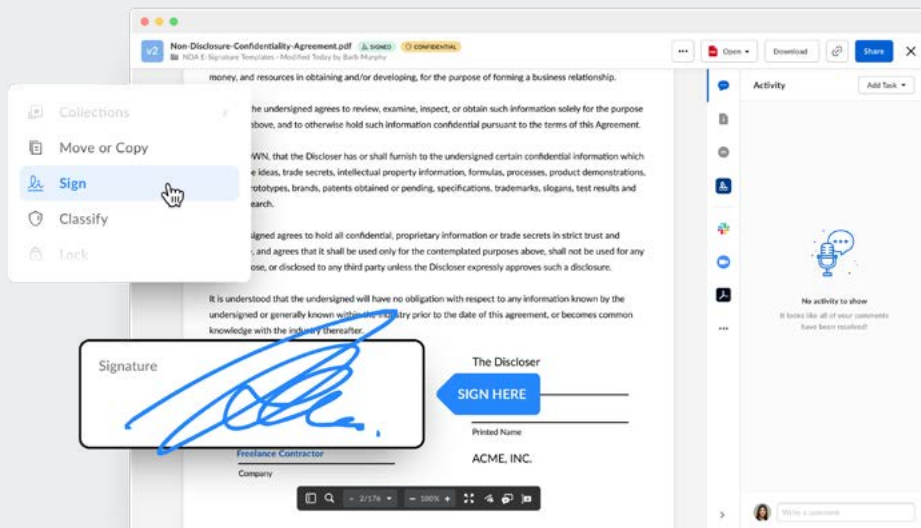 v2
Non-Disclosure-Confidentiality-Agreement.pdf SIGNED CONFIDENTIAL
NDA E-Signature Templates - Modified Today by Barb Murphy
Open
Download
Share
money, and resources in obtaining and/or developing, for the purpose of forming a business relationship.
he undersigned agrees to review, examine, inspect, or obtain such information solely for the purpose
above, and to otherwise hold such information confidential pursuant to the terms of this Agreement.
WN, that the Discloser has or shall furnish to the undersigned certain confidential information which
e ideas, trade secrets, intellectual property information, formulas, processes, product demonstrations,
rototypes, brands, patents obtained or pending, specifications, trademarks, slogans, test results and
earch.
signed agrees to hold all confidential, proprietary information or trade secrets in strict trust and
, and agrees that it shall be used only for the contemplated purposes above, shall not be used for any
ose, or disclosed to any third party unless the Discloser expressly approves such a disclosure.
It is understood that the undersigned will have no obligation with respect to any information known by the
undersigned or generally known within the industry prior to the date of this agreement, or becomes common
knowledge with the industry thereafter.
Collections
Move or Copy
Sign
Classify
Lock
Signature
The Discloser
SIGN HERE
Printed Name
Freelance Contractor
Company
ACME, INC.
2/176
100%
Activity
Add Task
No activity to show
It looks like all of your comments
have been resolved!
Write a comment